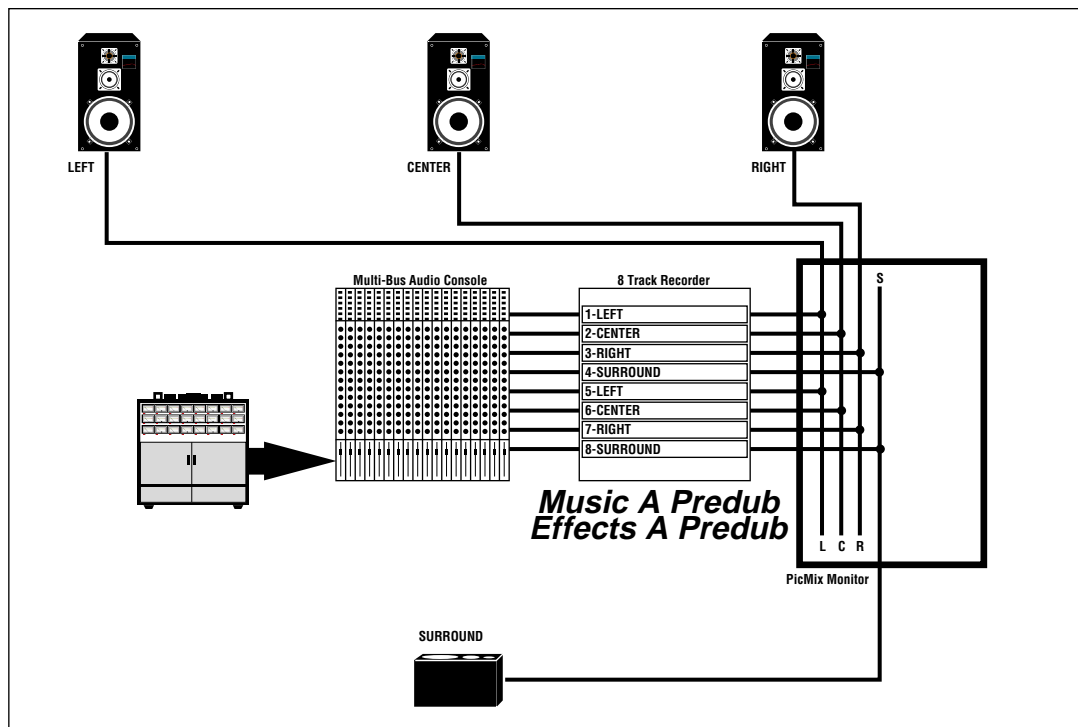 LEFT
CENTER
RIGHT
Multi-Bus Audio Console
8 Track Recorder
S
1-LEFT
2-CENTER
3-RIGHT
4-SURROUND
5-LEFT
6-CENTER
7-RIGHT
8-SURROUND
Music A Predub
Effects A Predub
L C R
PicMix Monitor
SURROUND